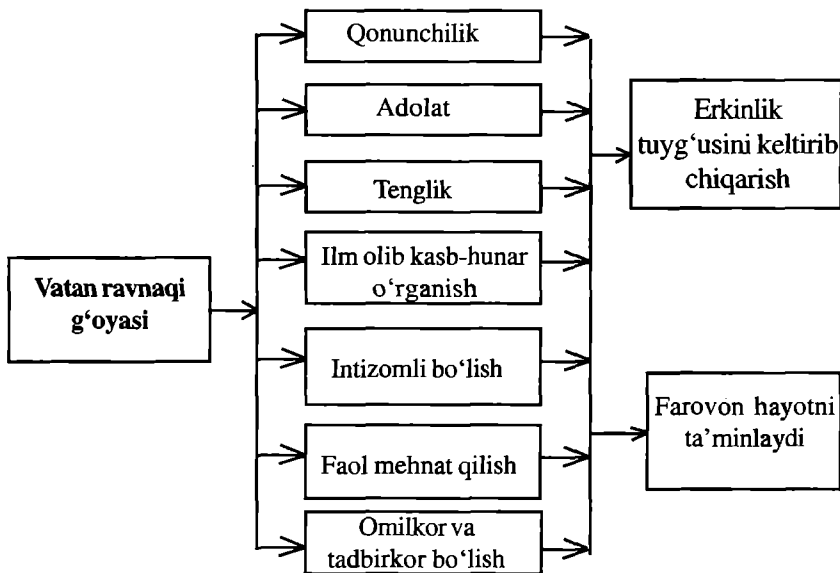 Vatan ravnaqi
g‘oyasi
Qonunchilik
Adolat
Tenglik
Ilm olib kasb-hunar
o‘rganish
Intizomli bo‘lish
Faol mehnat qilish
Omilkor va
tadbirkor bo‘lish
Erkinlik
tuyg‘usini keltirib
chiqarish
Farovon hayotni
ta’minlaydi